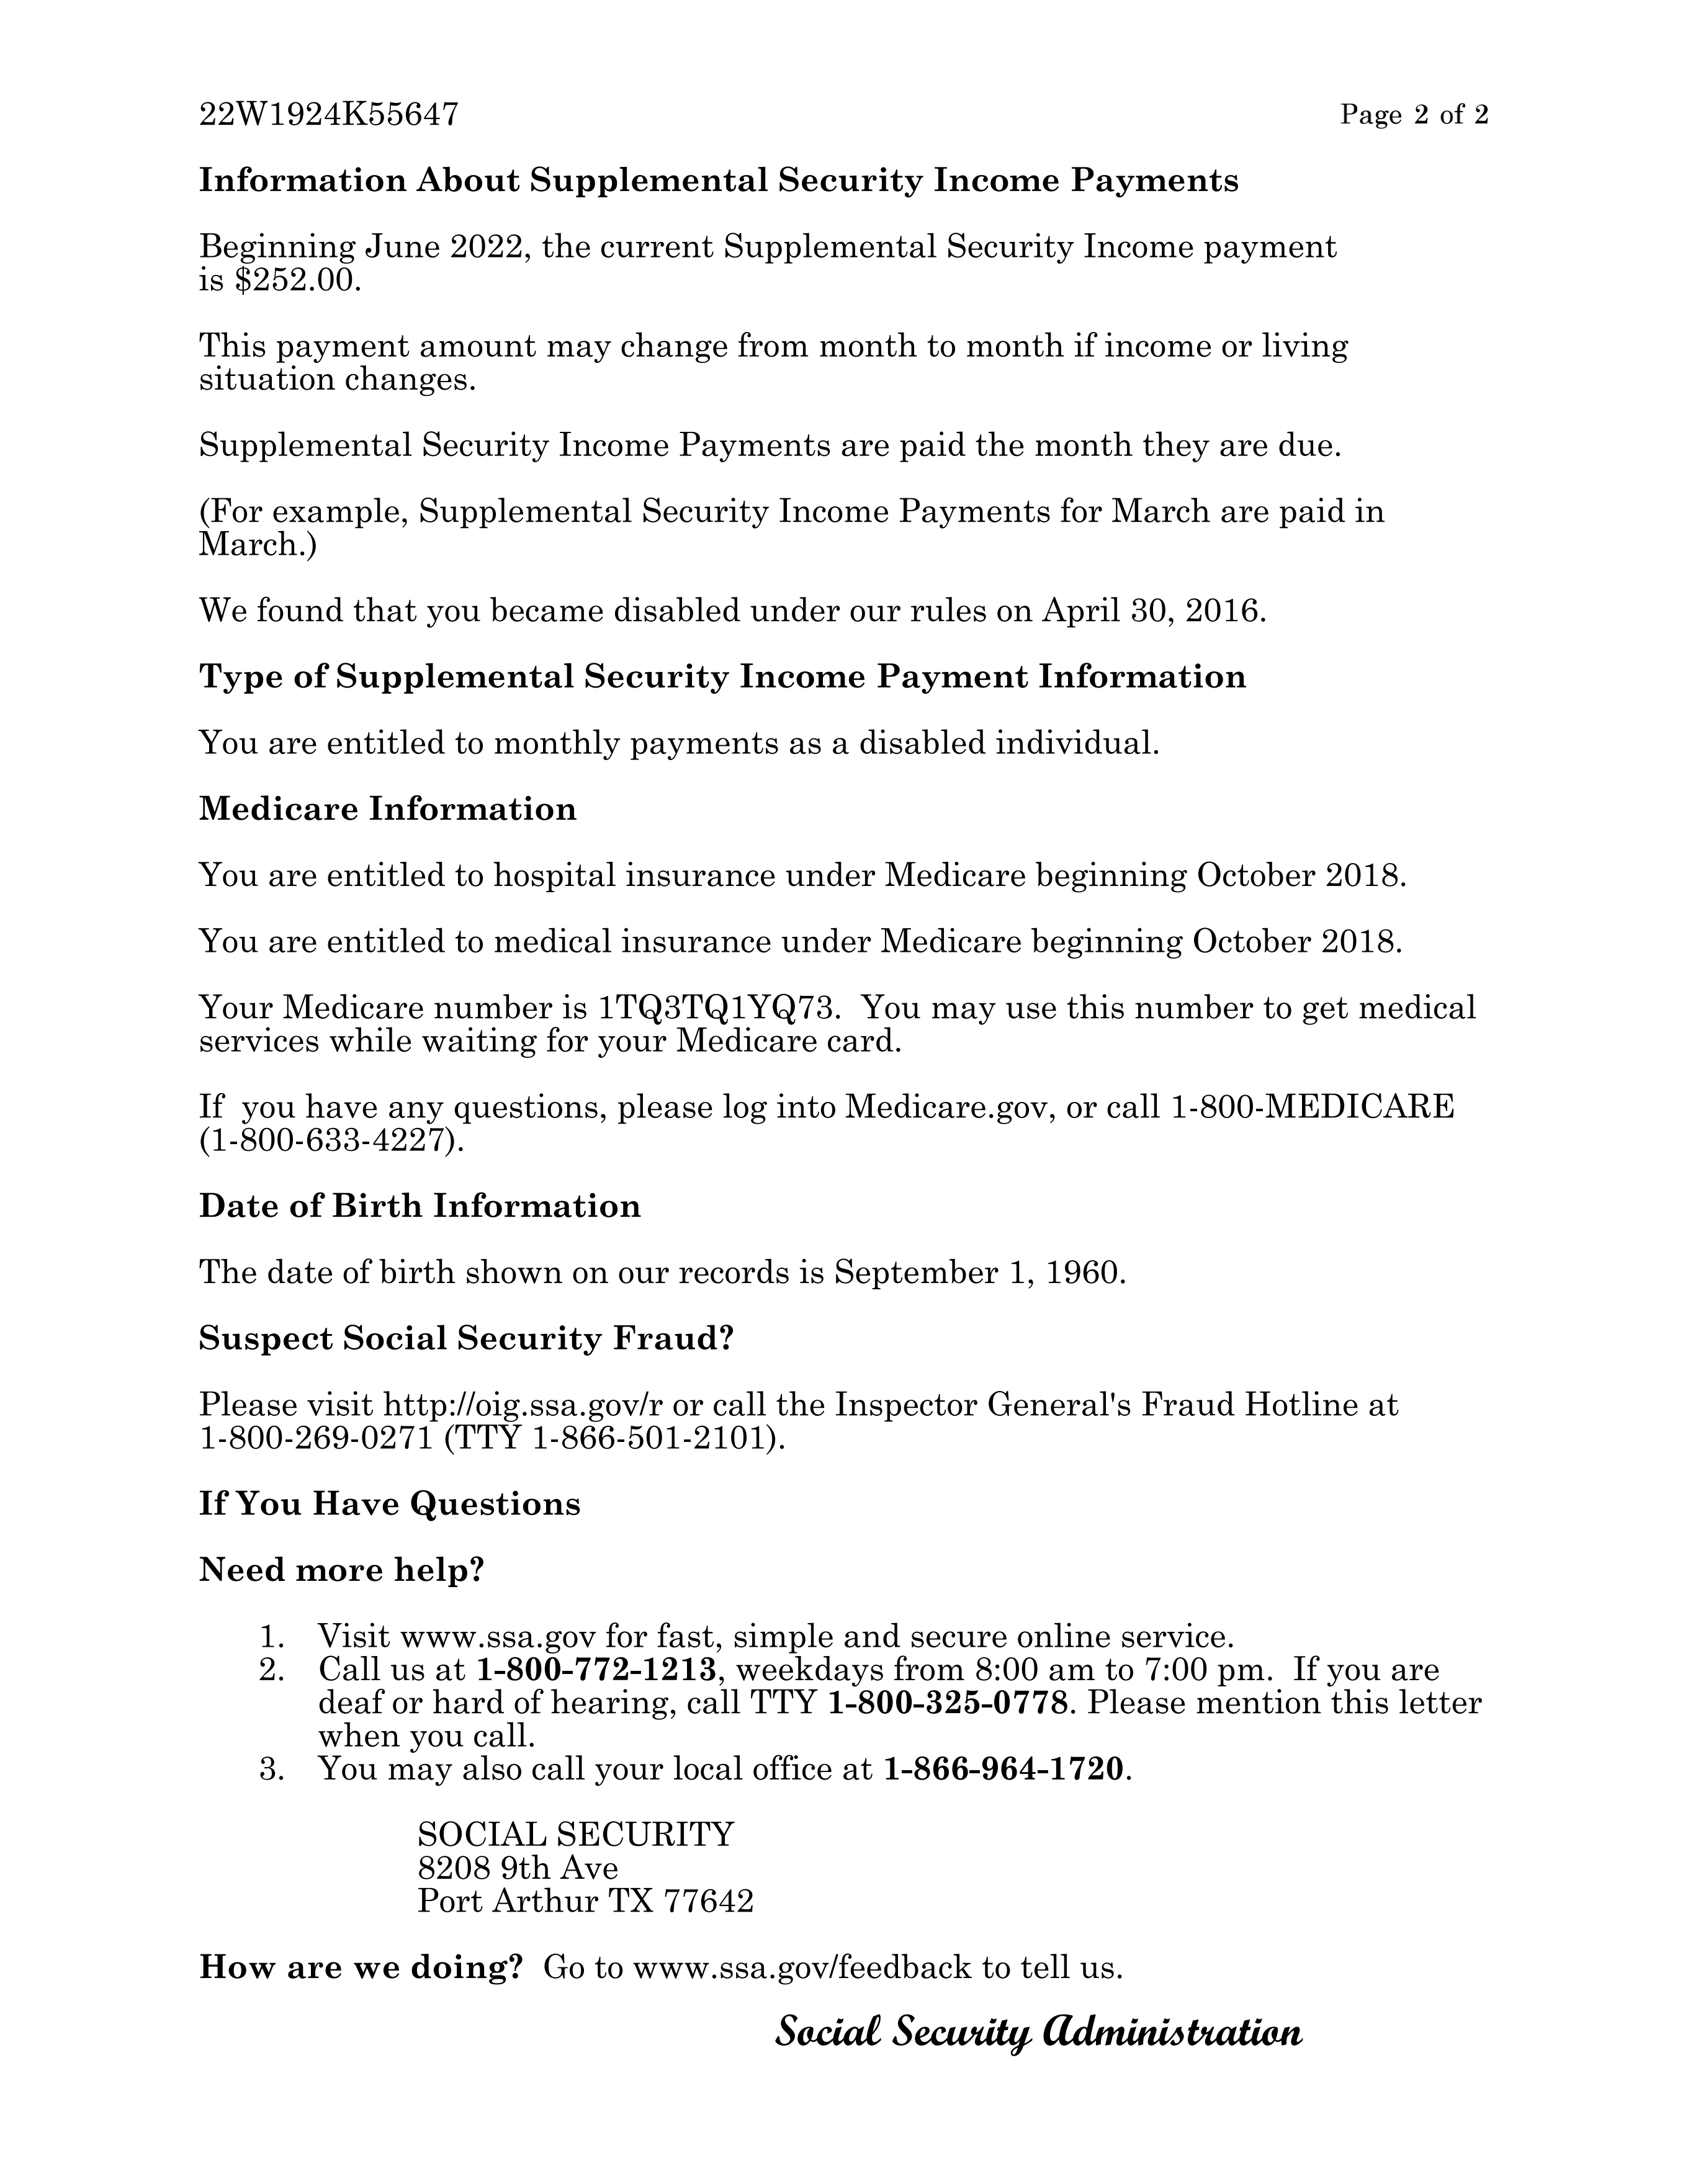 22W1924K55647 Page 2 of 2
Information About Supplemental Security Income Payments
Beginning June 2022, the current Supplemental Security Income payment
is $252.00.
This payment amount may change from month to month if income or living
situation changes.
Supplemental Security Income Payments are paid the month they are due.
(For example, Supplemental Security Income Payments for March are paid in
March.)
We found that you became disabled under our rules on April 30, 2016.
Type of Supplemental Security Income Payment Information
You are entitled to monthly payments as a disabled individual.
Medicare Information
You are entitled to hospital insurance under Medicare beginning October 2018.
You are entitled to medical insurance under Medicare beginning October 2018.
Your Medicare number is 1TQ3TQ1YQ73.  You may use this number to get medical
services while waiting for your Medicare card.
If  you have any questions, please log into Medicare.gov, or call 1-800-MEDICARE
(1-800-633-4227).
Date of Birth Information
The date of birth shown on our records is September 1, 1960.
Suspect Social Security Fraud?
Please visit http://oig.ssa.gov/r or call the Inspector General's Fraud Hotline at
1-800-269-0271 (TTY 1-866-501-2101).
If You Have Questions
Need more help?
1. Visit www.ssa.gov for fast, simple and secure online service.
2. Call us at 1-800-772-1213, weekdays from 8:00 am to 7:00 pm.  If you are
deaf or hard of hearing, call TTY 1-800-325-0778. Please mention this letter
when you call.
3. You may also call your local office at 1-866-964-1720.
SOCIAL SECURITY
8208 9th Ave
Port Arthur TX 77642
How are we doing?  Go to www.ssa.gov/feedback to tell us.
Social Security Administration